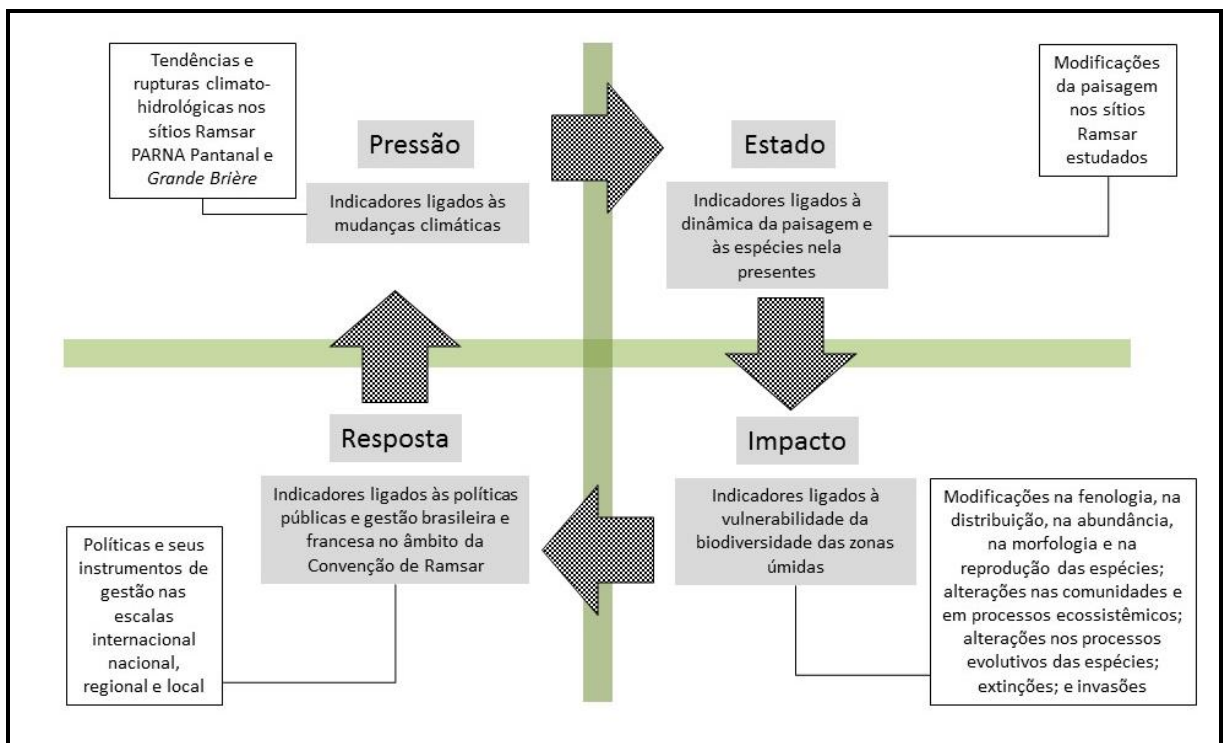 Tendências e
rupturas climato-
hidrológicas nos
sítios Ramsar
PARNA Pantanal e
Grande Brière
Pressão
Indicadores ligados às
mudanças climáticas
Estado
Indicadores ligados à
dinâmica da paisagem e
às espécies nela
presentes
Modificações
da paisagem
nos sítios
Ramsar
estudados
Resposta
Indicadores ligados às políticas
públicas e gestão brasileira e
francesa no âmbito da
Convenção de Ramsar
Políticas e seus
instrumentos de
gestão nas
escalas
internacional
nacional,
regional e local
Impacto
Indicadores ligados à
vulnerabilidade da
biodiversidade das zonas
úmidas
Modificações na fenologia, na
distribuição, na abundância,
na morfologia e na
reprodução das espécies;
alterações nas comunidades e
em processos ecossistêmicos;
alterações nos processos
evolutivos das espécies;
extinções; e invasões